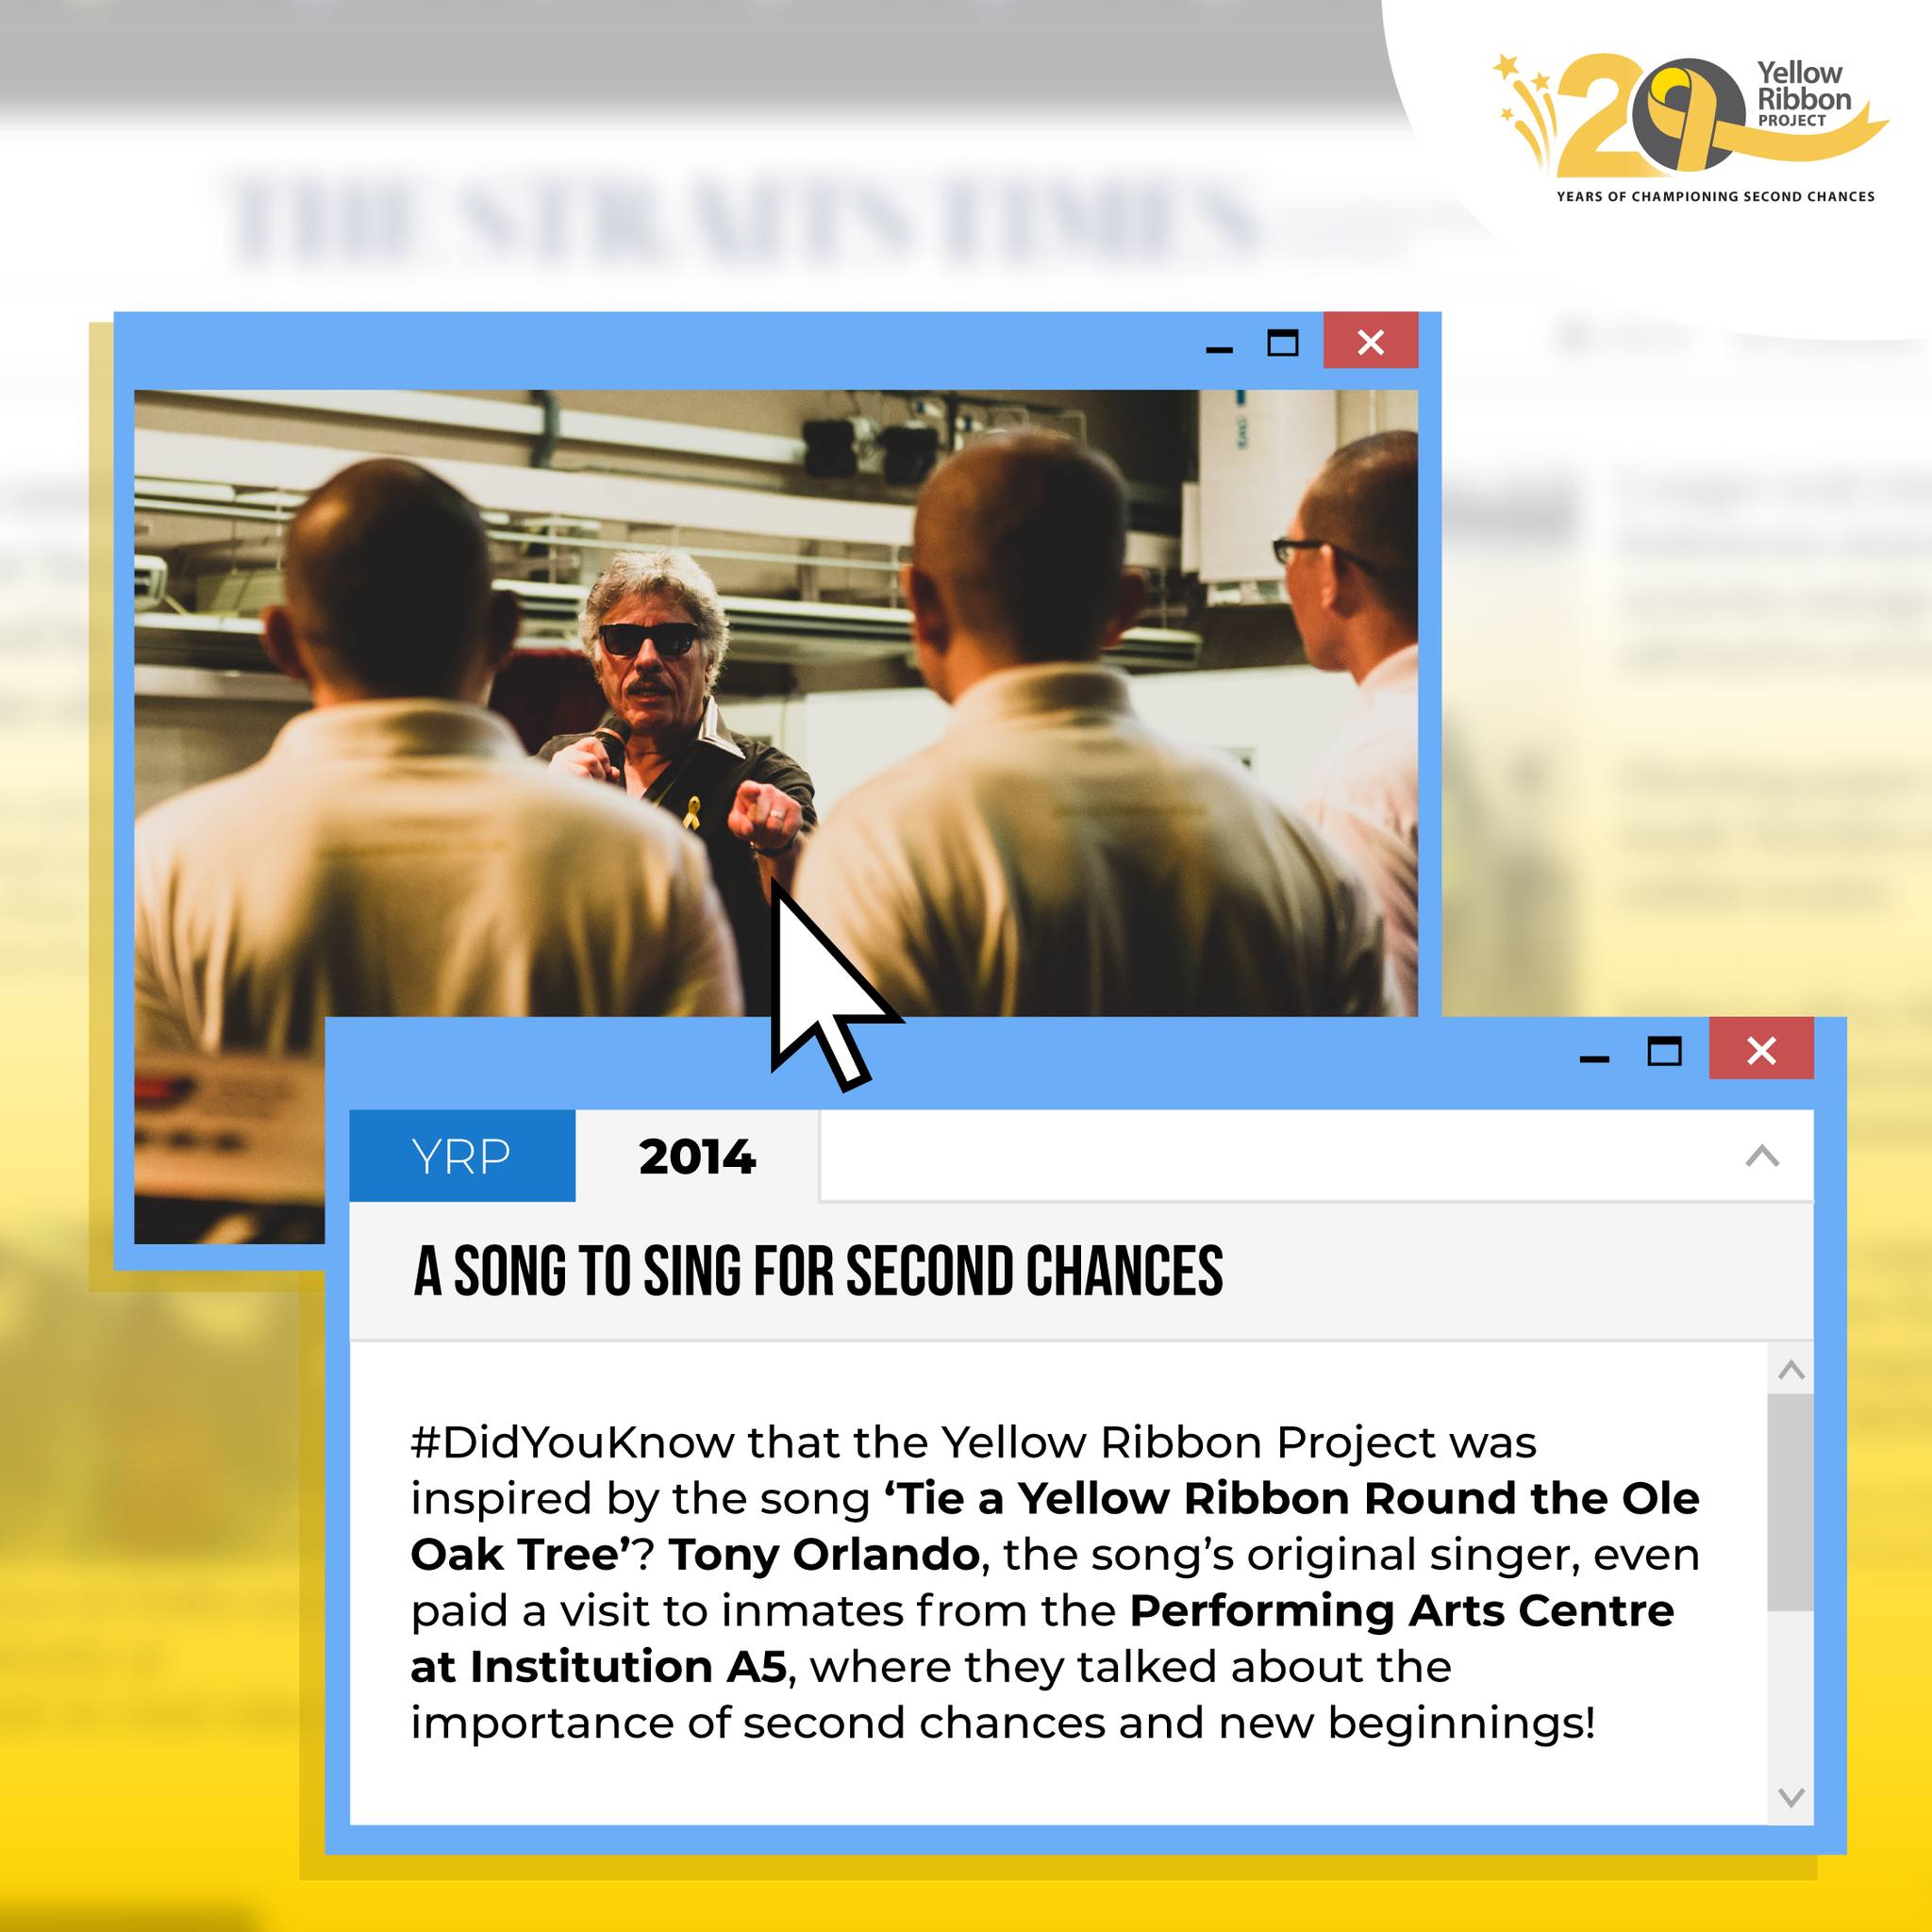 20
Yellow
Ribbon
PROJECT
YEARS OF CHAMPIONING SECOND CHANCES
THE STRAITS TIMES
YRP
2014
A SONG TO SING FOR SECOND CHANCES
#DidYouKnow that the Yellow Ribbon Project was
inspired by the song ‘Tie a Yellow Ribbon Round the Ole
Oak Tree’? Tony Orlando, the song’s original singer, even
paid a visit to inmates from the Performing Arts Centre
at Institution A5, where they talked about the
importance of second chances and new beginnings!